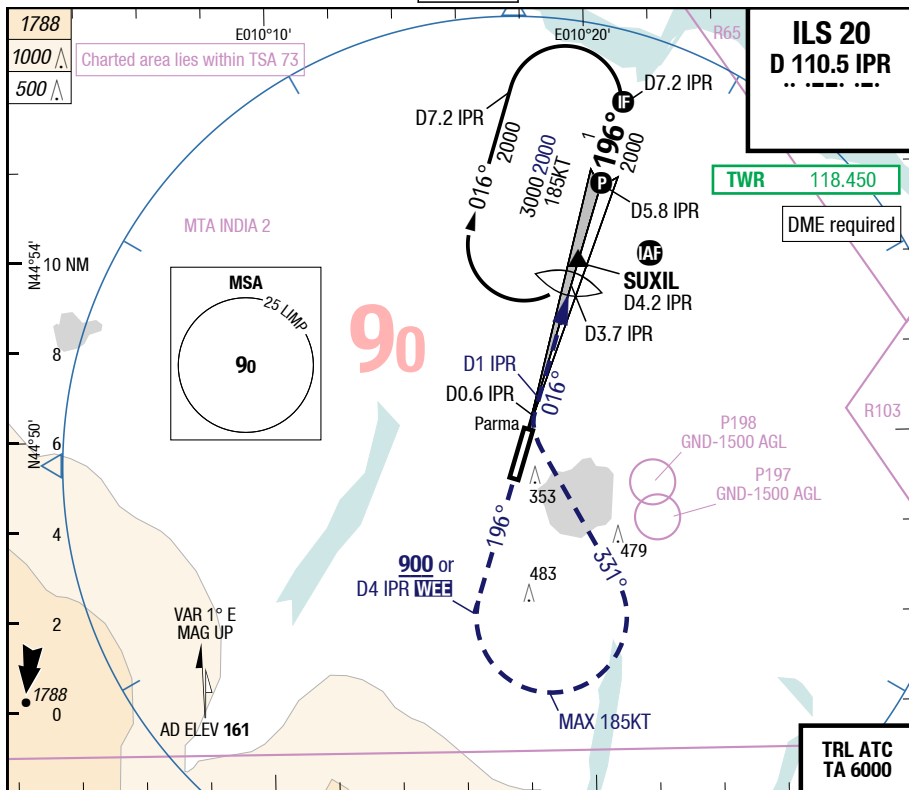 1788
1000
500
Charted area lies within TSA 73
E010°10'
E010°20'
R65
ILS 20
D 110.5 IPR
·· ·−−· ·−·
TWR 118.450
DME required
D7.2 IPR
IF
D7.2 IPR
016°
2000
3000 2000
185KT
1
196°
2000
P
D5.8 IPR
MTA INDIA 2
IAF
SUXIL
D4.2 IPR
D3.7 IPR
N44°54'
10 NM
MSA
25 LIMP
90
90
D1 IPR
016°
D0.6 IPR
Parma
8
R103
N44°50'
6
P198
GND-1500 AGL
P197
GND-1500 AGL
353
4
196°
331°
479
900 or
D4 IPR WEE
483
VAR 1° E
MAG UP
2
1788
0
AD ELEV 161
MAX 185KT
TRL ATC
TA 6000